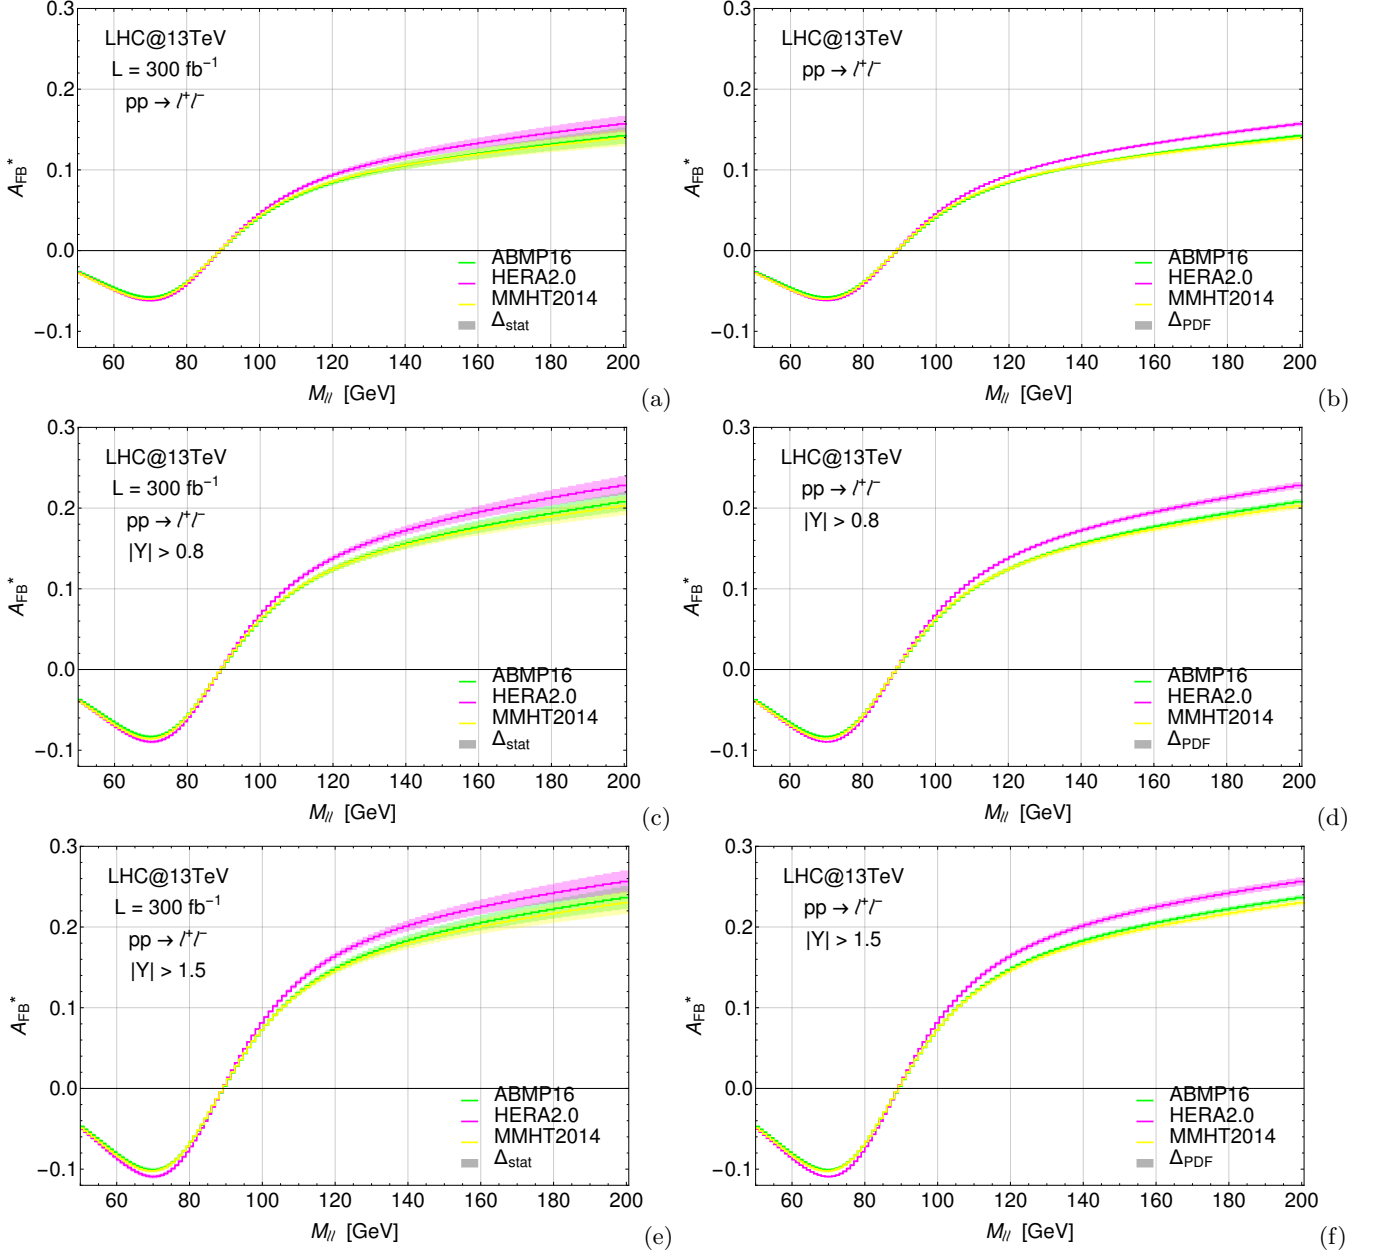 0.3
0.2
0.1
0.0
−0.1
A_FB*
LHC@13TeV
L = 300 fb⁻¹
pp → l⁺l⁻
ABMP16
HERA2.0
MMHT2014
Δstat
60 80 100 120 140 160 180 200
M_ll [GeV]
(a)
0.3
0.2
0.1
0.0
−0.1
A_FB*
LHC@13TeV
pp → l⁺l⁻
ABMP16
HERA2.0
MMHT2014
ΔPDF
60 80 100 120 140 160 180 200
M_ll [GeV]
(b)
0.3
0.2
0.1
0.0
−0.1
A_FB*
LHC@13TeV
L = 300 fb⁻¹
pp → l⁺l⁻
|Y| > 0.8
ABMP16
HERA2.0
MMHT2014
Δstat
60 80 100 120 140 160 180 200
M_ll [GeV]
(c)
0.3
0.2
0.1
0.0
−0.1
A_FB*
LHC@13TeV
pp → l⁺l⁻
|Y| > 0.8
ABMP16
HERA2.0
MMHT2014
ΔPDF
60 80 100 120 140 160 180 200
M_ll [GeV]
(d)
0.3
0.2
0.1
0.0
−0.1
A_FB*
LHC@13TeV
L = 300 fb⁻¹
pp → l⁺l⁻
|Y| > 1.5
ABMP16
HERA2.0
MMHT2014
Δstat
60 80 100 120 140 160 180 200
M_ll [GeV]
(e)
0.3
0.2
0.1
0.0
−0.1
A_FB*
LHC@13TeV
pp → l⁺l⁻
|Y| > 1.5
ABMP16
HERA2.0
MMHT2014
ΔPDF
60 80 100 120 140 160 180 200
M_ll [GeV]
(f)